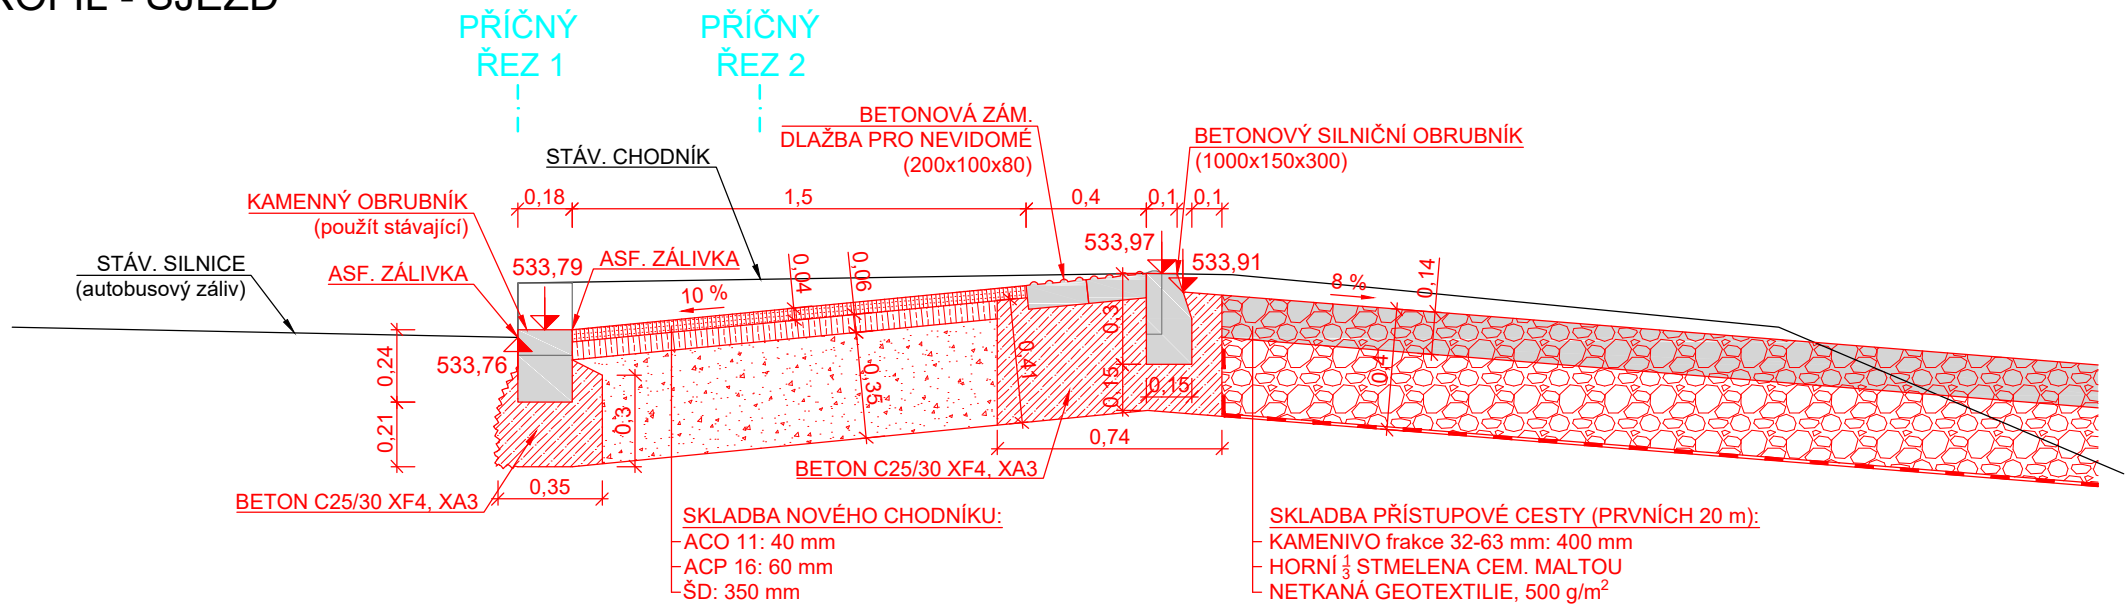 PŘÍČNÝ
ŘEZ 1
PŘÍČNÝ
ŘEZ 2
BETONOVÁ ZÁM.
DLAŽBA PRO NEVIDOMÉ
(200x100x80)
BETONOVÝ SILNIČNÍ OBRUBNÍK
(1000x150x300)
STÁV. CHODNÍK
KAMENNÝ OBRUBNÍK
(použít stávající)
0,18
1,5
0,4
0,1
0,1
STÁV. SILNICE
(autobusový záliv)
ASF. ZÁLIVKA
533,79
ASF. ZÁLIVKA
533,97
533,91
10 %
0,04
0,06
8 %
0,14
0,24
533,76
0,3
0,41
0,4
0,35
0,15
0,15
0,21
0,3
0,74
BETON C25/30 XF4, XA3
0,35
BETON C25/30 XF4, XA3
SKLADBA NOVÉHO CHODNÍKU:
ACO 11: 40 mm
ACP 16: 60 mm
ŠD: 350 mm
SKLADBA PŘÍSTUPOVÉ CESTY (PRVNÍCH 20 m):
KAMENIVO frakce 32-63 mm: 400 mm
HORNÍ 1/3 STMELENA CEM. MALTOU
NETKANÁ GEOTEXTILIE, 500 g/m²